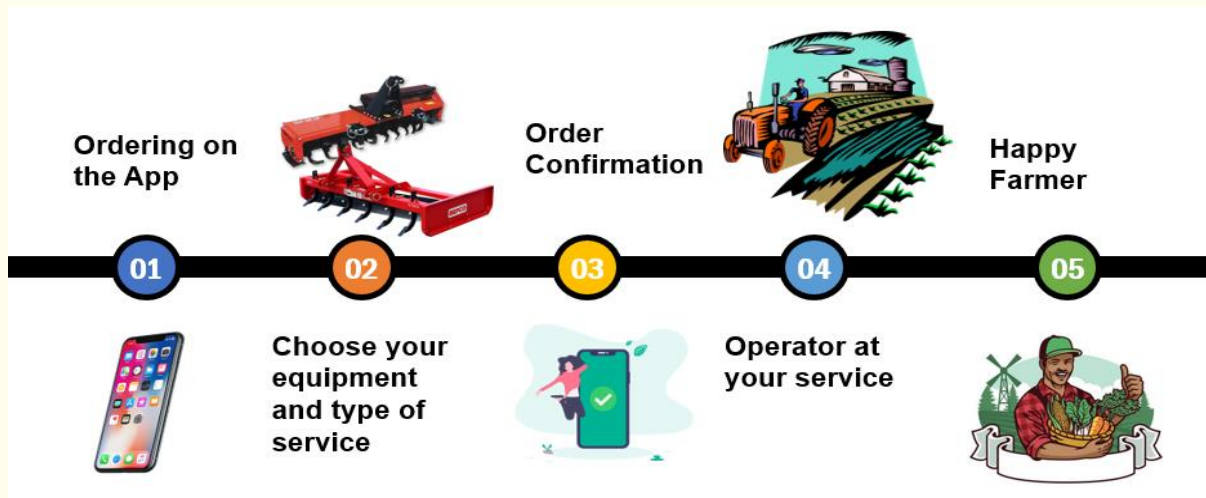 Ordering on
the App
01
02
Choose your
equipment
and type of
service
Order
Confirmation
03
04
Operator at
your service
Happy
Farmer
05